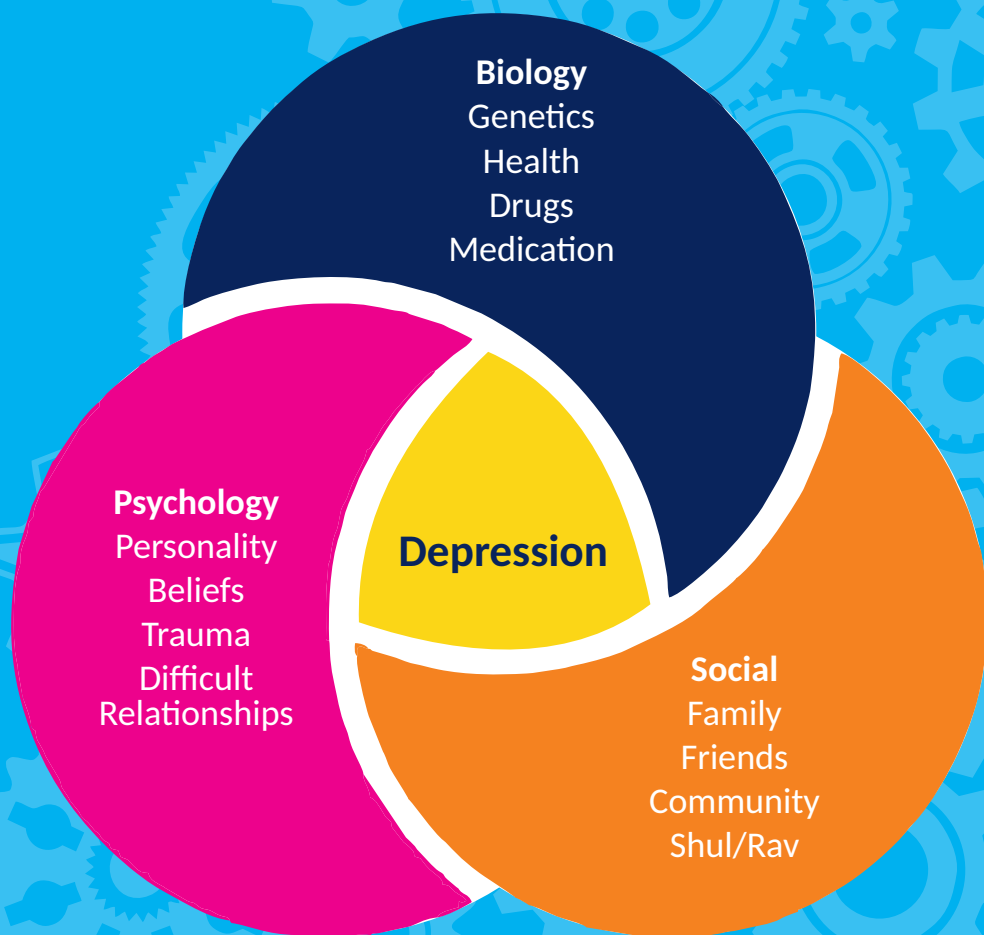 Biology
Genetics
Health
Drugs
Medication
Psychology
Personality
Beliefs
Trauma
Difficult
Relationships
Depression
Social
Family
Friends
Community
Shul/Rav